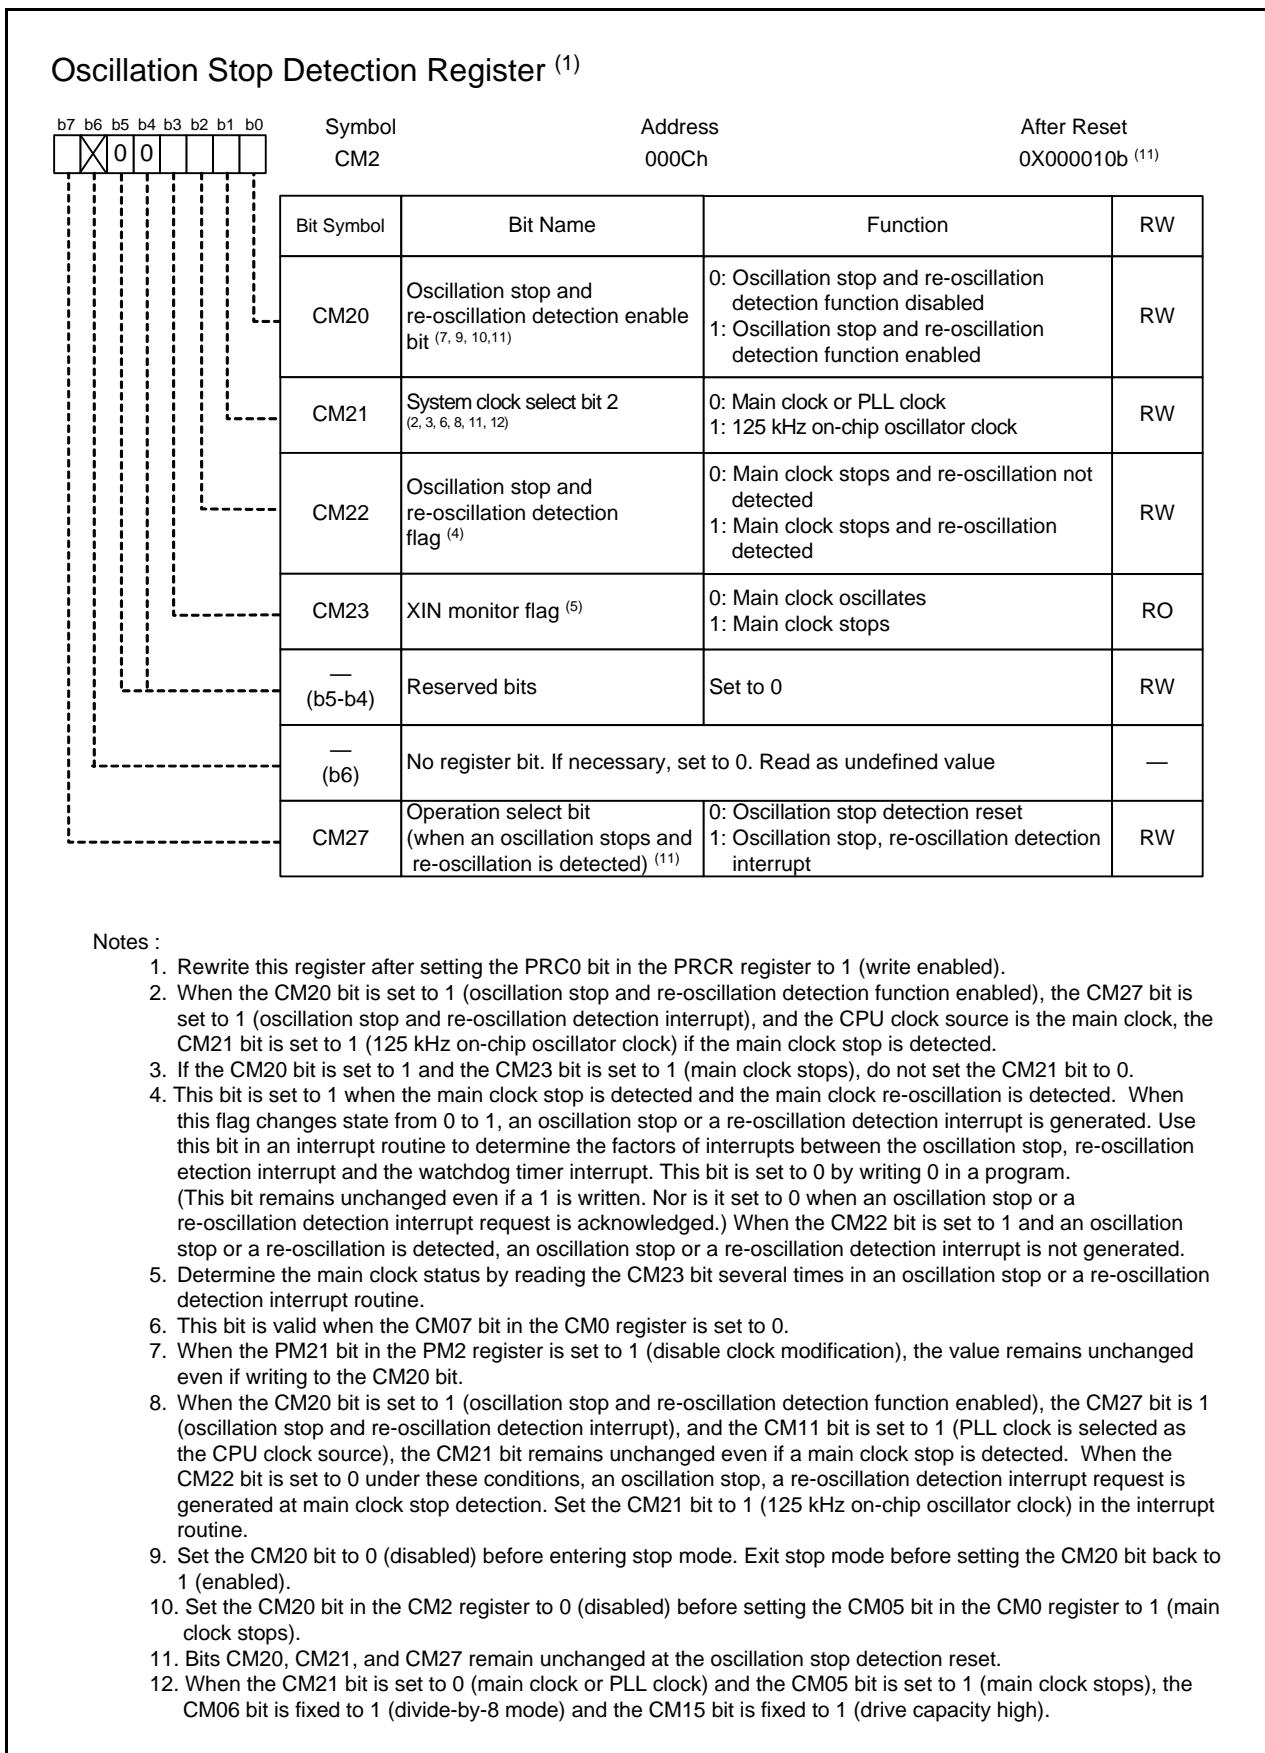 Oscillation Stop Detection Register (1)
b7 b6 b5 b4 b3 b2 b1 b0
0 0
Symbol Address After Reset
CM2 000Ch 0X000010b (11)
Bit Symbol Bit Name Function RW
CM20
Oscillation stop and
re-oscillation detection enable
bit (7, 9, 10,11)
0: Oscillation stop and re-oscillation
detection function disabled
1: Oscillation stop and re-oscillation
detection function enabled
RW
CM21
System clock select bit 2
(2, 3, 6, 8, 11, 12)
0: Main clock or PLL clock
1: 125 kHz on-chip oscillator clock
RW
CM22
Oscillation stop and
re-oscillation detection
flag (4)
0: Main clock stops and re-oscillation not
detected
1: Main clock stops and re-oscillation
detected
RW
CM23
XIN monitor flag (5)
0: Main clock oscillates
1: Main clock stops
RO
—
(b5-b4)
Reserved bits
Set to 0
RW
—
(b6)
No register bit. If necessary, set to 0. Read as undefined value
—
CM27
Operation select bit
(when an oscillation stops and
re-oscillation is detected) (11)
0: Oscillation stop detection reset
1: Oscillation stop, re-oscillation detection
interrupt
RW
Notes :
1. Rewrite this register after setting the PRC0 bit in the PRCR register to 1 (write enabled).
2. When the CM20 bit is set to 1 (oscillation stop and re-oscillation detection function enabled), the CM27 bit is
set to 1 (oscillation stop and re-oscillation detection interrupt), and the CPU clock source is the main clock, the
CM21 bit is set to 1 (125 kHz on-chip oscillator clock) if the main clock stop is detected.
3. If the CM20 bit is set to 1 and the CM23 bit is set to 1 (main clock stops), do not set the CM21 bit to 0.
4. This bit is set to 1 when the main clock stop is detected and the main clock re-oscillation is detected. When
this flag changes state from 0 to 1, an oscillation stop or a re-oscillation detection interrupt is generated. Use
this bit in an interrupt routine to determine the factors of interrupts between the oscillation stop, re-oscillation
etection interrupt and the watchdog timer interrupt. This bit is set to 0 by writing 0 in a program.
(This bit remains unchanged even if a 1 is written. Nor is it set to 0 when an oscillation stop or a
re-oscillation detection interrupt request is acknowledged.) When the CM22 bit is set to 1 and an oscillation
stop or a re-oscillation is detected, an oscillation stop or a re-oscillation detection interrupt is not generated.
5. Determine the main clock status by reading the CM23 bit several times in an oscillation stop or a re-oscillation
detection interrupt routine.
6. This bit is valid when the CM07 bit in the CM0 register is set to 0.
7. When the PM21 bit in the PM2 register is set to 1 (disable clock modification), the value remains unchanged
even if writing to the CM20 bit.
8. When the CM20 bit is set to 1 (oscillation stop and re-oscillation detection function enabled), the CM27 bit is 1
(oscillation stop and re-oscillation detection interrupt), and the CM11 bit is set to 1 (PLL clock is selected as
the CPU clock source), the CM21 bit remains unchanged even if a main clock stop is detected. When the
CM22 bit is set to 0 under these conditions, an oscillation stop, a re-oscillation detection interrupt request is
generated at main clock stop detection. Set the CM21 bit to 1 (125 kHz on-chip oscillator clock) in the interrupt
routine.
9. Set the CM20 bit to 0 (disabled) before entering stop mode. Exit stop mode before setting the CM20 bit back to
1 (enabled).
10. Set the CM20 bit in the CM2 register to 0 (disabled) before setting the CM05 bit in the CM0 register to 1 (main
clock stops).
11. Bits CM20, CM21, and CM27 remain unchanged at the oscillation stop detection reset.
12. When the CM21 bit is set to 0 (main clock or PLL clock) and the CM05 bit is set to 1 (main clock stops), the
CM06 bit is fixed to 1 (divide-by-8 mode) and the CM15 bit is fixed to 1 (drive capacity high).